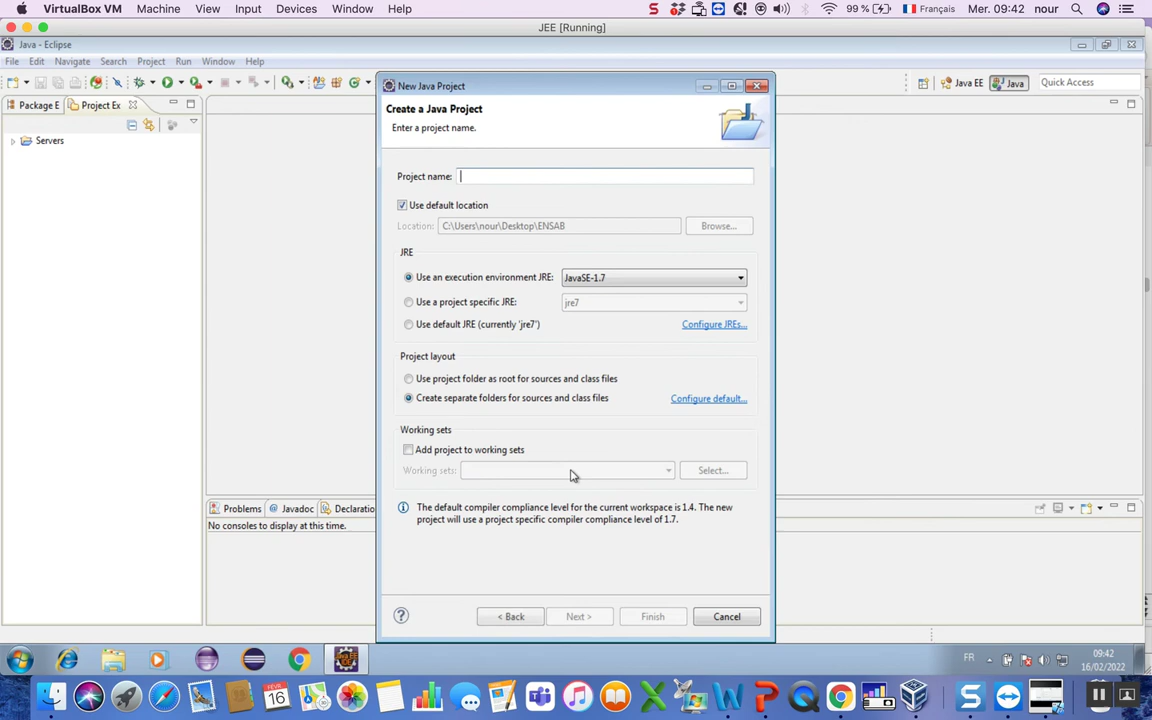 VirtualBox VM Machine View Input Devices Window Help 99 % Français Mer. 09:42 nour
JEE [Running]
Java - Eclipse
File Edit Navigate Search Project Run Window Help
Java EE Java Quick Access
Package E Project Ex
Servers
New Java Project
Create a Java Project
Enter a project name.
Project name:
Use default location
Location: C:\Users\nour\Desktop\ENSAB Browse...
JRE
Use an execution environment JRE: JavaSE-1.7
Use a project specific JRE: jre7
Use default JRE (currently 'jre7') Configure JREs...
Project layout
Use project folder as root for sources and class files
Create separate folders for sources and class files Configure default...
Working sets
Add project to working sets
Working sets: Select...
The default compiler compliance level for the current workspace is 1.4. The new
project will use a project specific compiler compliance level of 1.7.
Problems Javadoc Declaratio
No consoles to display at this time.
< Back Next > Finish Cancel
FR 09:42
16/02/2022
FÉVR
16